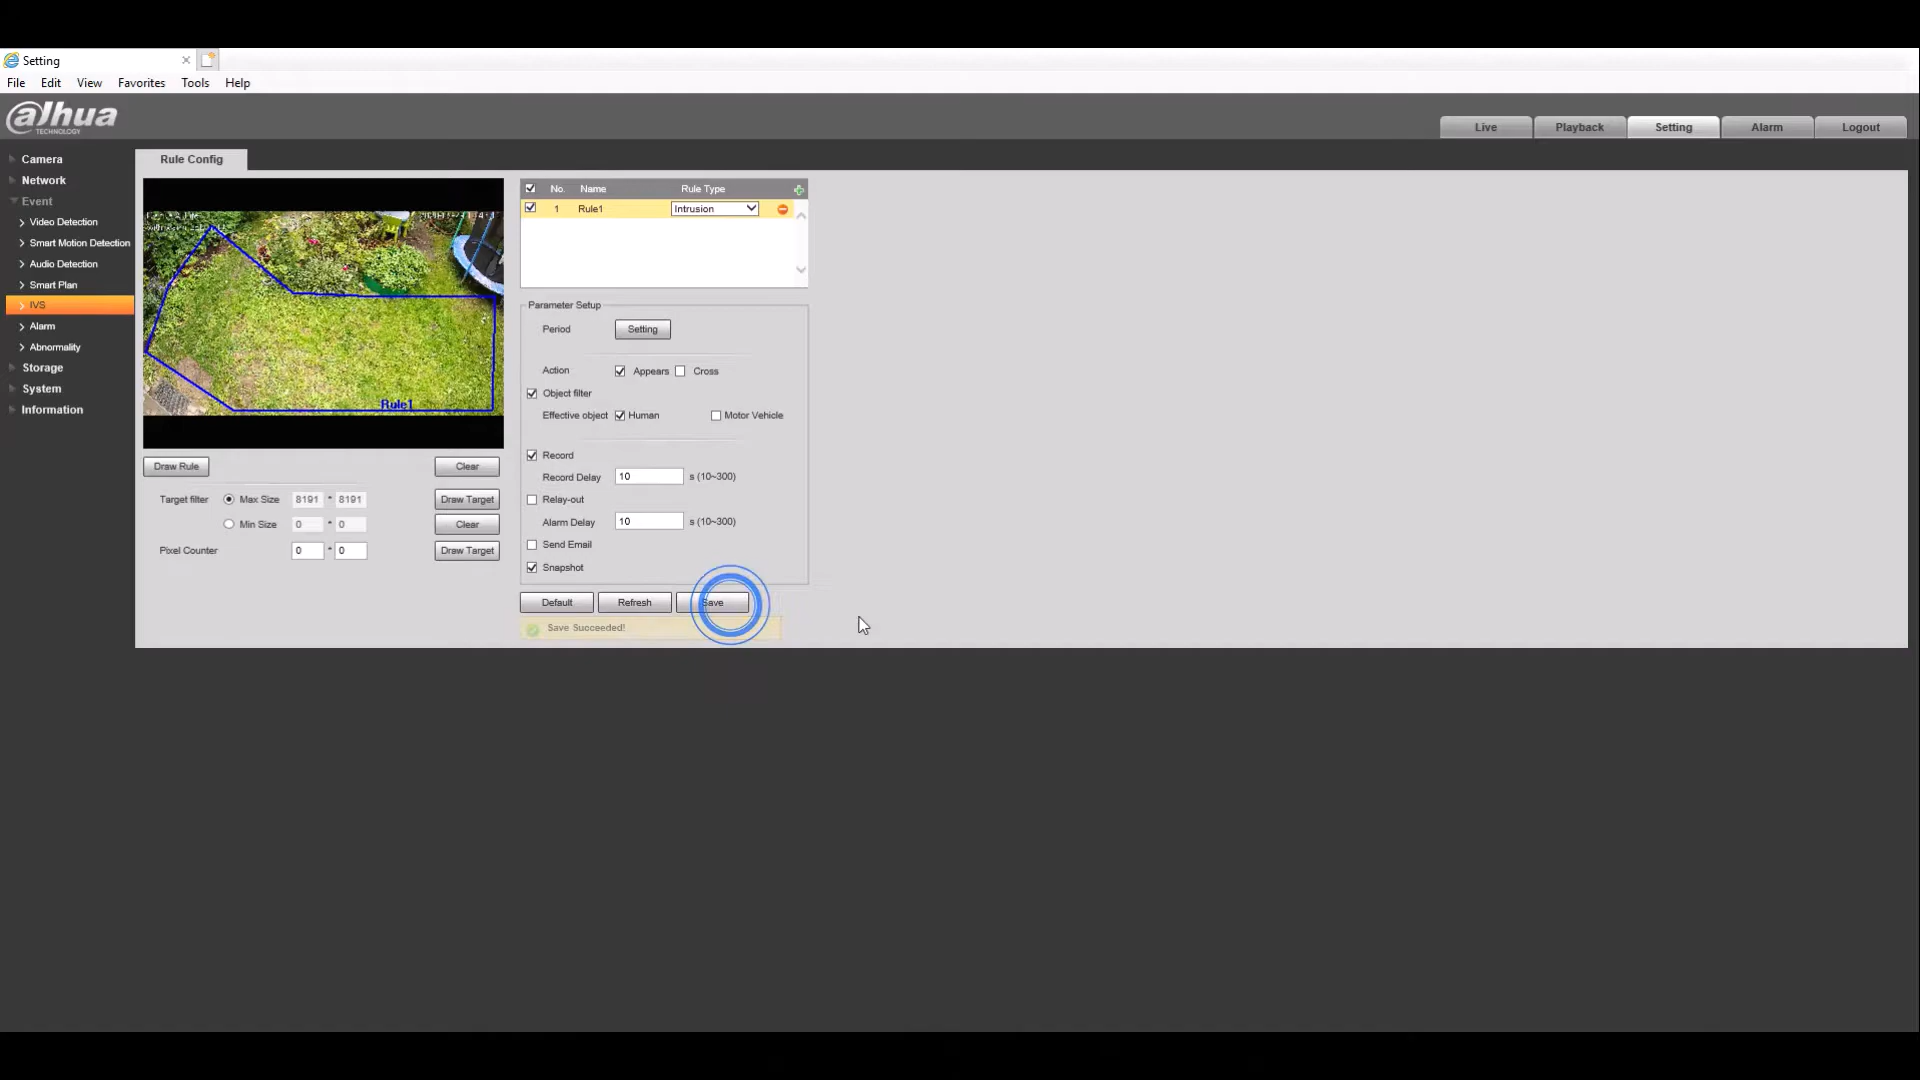 Setting
File Edit View Favorites Tools Help
alhua
TECHNOLOGY
Live Playback Setting Alarm Logout
Camera
Network
Event
Video Detection
Smart Motion Detection
Audio Detection
Smart Plan
IVS
Alarm
Abnormality
Storage
System
Information
Rule Config
Rule1
Draw Rule Clear
Target filter Max Size 8191 * 8191 Draw Target
Min Size 0 * 0 Clear
Pixel Counter 0 * 0 Draw Target
No. Name Rule Type
1 Rule1 Intrusion
Parameter Setup
Period Setting
Action Appears Cross
Object filter
Effective object Human Motor Vehicle
Record
Record Delay 10 s (10~300)
Relay-out
Alarm Delay 10 s (10~300)
Send Email
Snapshot
Default Refresh Save
Save Succeeded!